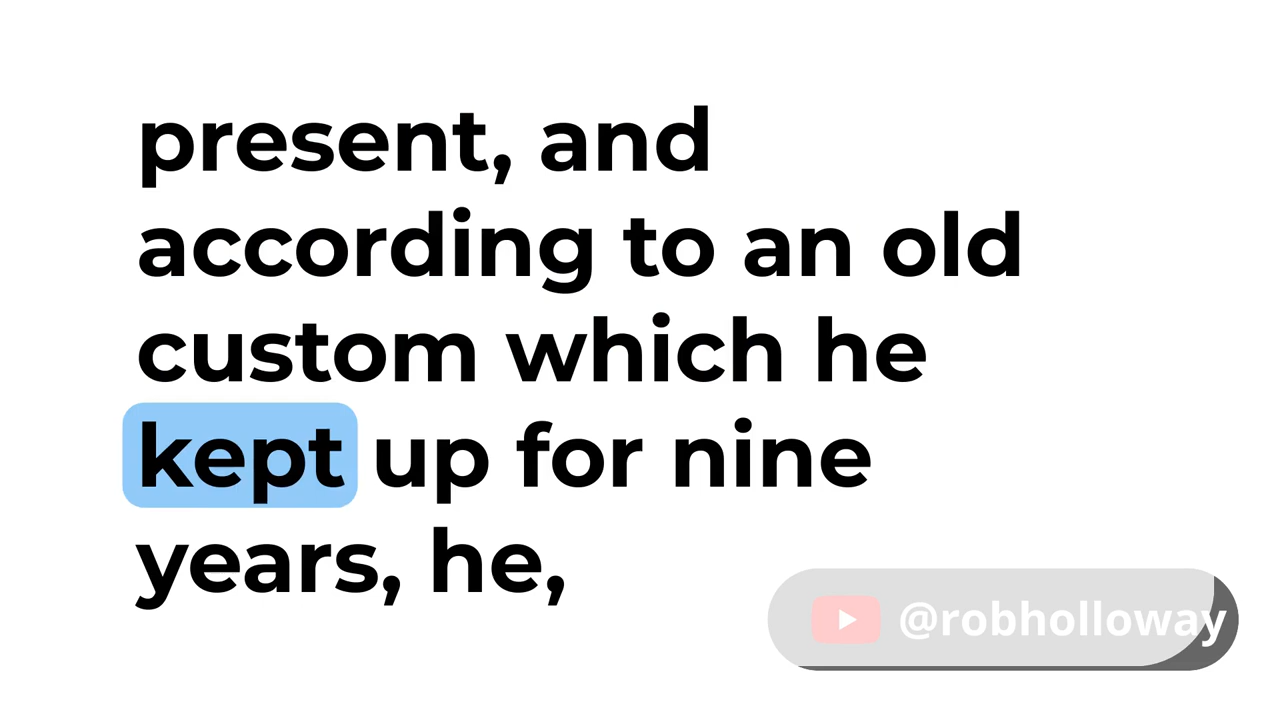 present, and
according to an old
custom which he
kept up for nine
years, he,
@robholloway